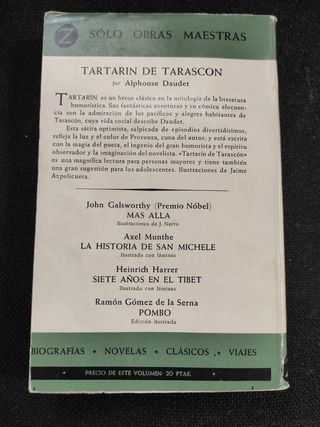 Z SÓLO OBRAS MAESTRAS
TARTARIN DE TARASCON
por Alphonse Daudet
TARTARIN es un héroe clásico en la mitología de la literatura
humorística. Sus fantásticas aventuras y su cómica elocuen-
cia son la admiración de los pacíficos y alegres habitantes de
Tarascón, cuya vida social describe Daudet.
Esta sátira optimista, salpicada de episodios divertidísimos,
refleja la luz y el color de Provenza, cuna del autor, y está escrita
con la magia del poeta, el ingenio del gran humorista y el espíritu
observador y la imaginación del novelista. «Tartarín de Tarascón»
es una magnífica lectura para personas mayores y tiene también
una gran sugestión para los adolescentes. Ilustraciones de Jaime
Azpelicueta.
John Galsworthy (Premio Nóbel)
MAS ALLA
Ilustraciones de J. Narro
Axel Munthe
LA HISTORIA DE SAN MICHELE
Ilustrado con láminas
Heinrich Harrer
SIETE AÑOS EN EL TIBET
Ilustrado con láminas
Ramón Gómez de la Serna
POMBO
Edición ilustrada
BIOGRAFÍAS • NOVELAS • CLÁSICOS • VIAJES
PRECIO DE ESTE VOLUMEN: 20 PTAS.